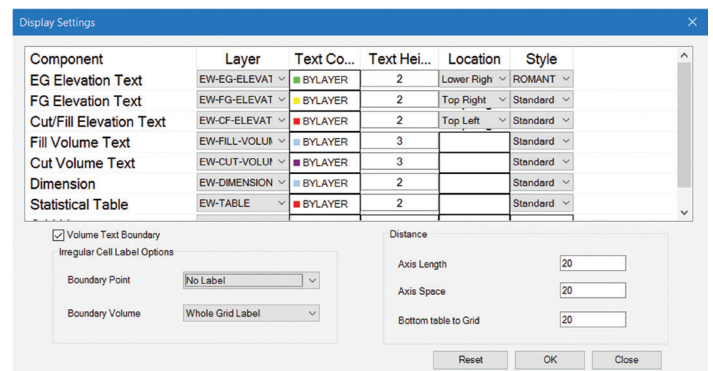 Display Settings
Component Layer Text Co... Text Hei... Location Style
EG Elevation Text EW-EG-ELEVAT BYLAYER 2 Lower Righ ROMANT
FG Elevation Text EW-FG-ELEVAT BYLAYER 2 Top Right Standard
Cut/Fill Elevation Text EW-CF-ELEVAT BYLAYER 2 Top Left Standard
Fill Volume Text EW-FILL-VOLUM BYLAYER 3 Standard
Cut Volume Text EW-CUT-VOLUM BYLAYER 3 Standard
Dimension EW-DIMENSION BYLAYER 2 Standard
Statistical Table EW-TABLE BYLAYER 2 Standard
Volume Text Boundary
Irregular Cell Label Options
Boundary Point No Label
Boundary Volume Whole Grid Label
Distance
Axis Length 20
Axis Space 20
Bottom table to Grid 20
Reset OK Close